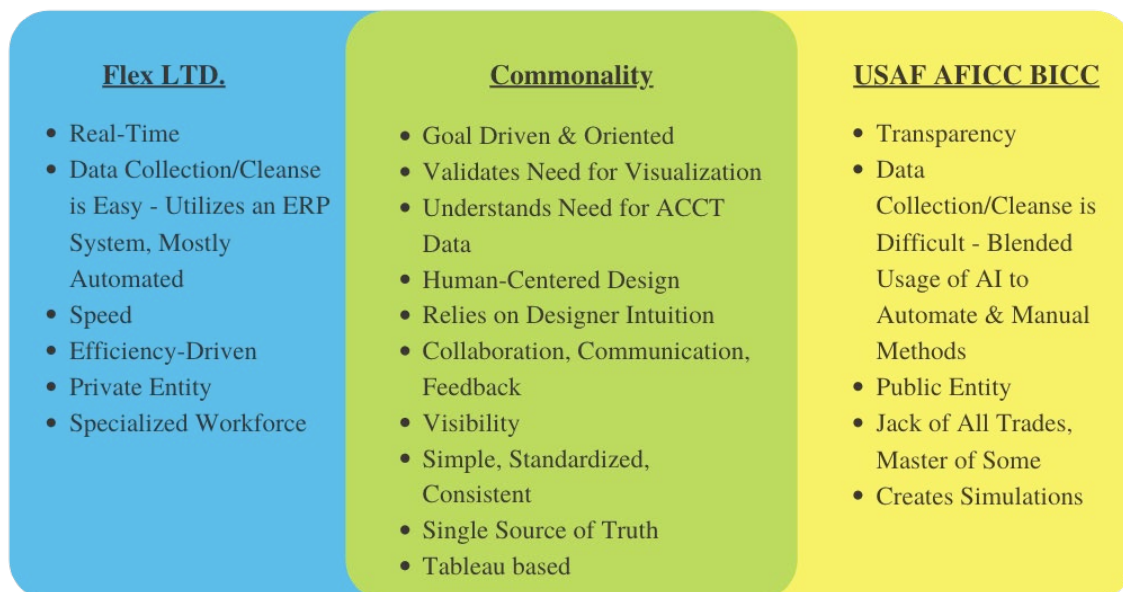 Flex LTD.
• Real-Time
• Data Collection/Cleanse
is Easy - Utilizes an ERP
System, Mostly
Automated
• Speed
• Efficiency-Driven
• Private Entity
• Specialized Workforce
Commonality
• Goal Driven & Oriented
• Validates Need for Visualization
• Understands Need for ACCT
Data
• Human-Centered Design
• Relies on Designer Intuition
• Collaboration, Communication,
Feedback
• Visibility
• Simple, Standardized,
Consistent
• Single Source of Truth
• Tableau based
USAF AFICC BICC
• Transparency
• Data
Collection/Cleanse is
Difficult - Blended
Usage of AI to
Automate & Manual
Methods
• Public Entity
• Jack of All Trades,
Master of Some
• Creates Simulations